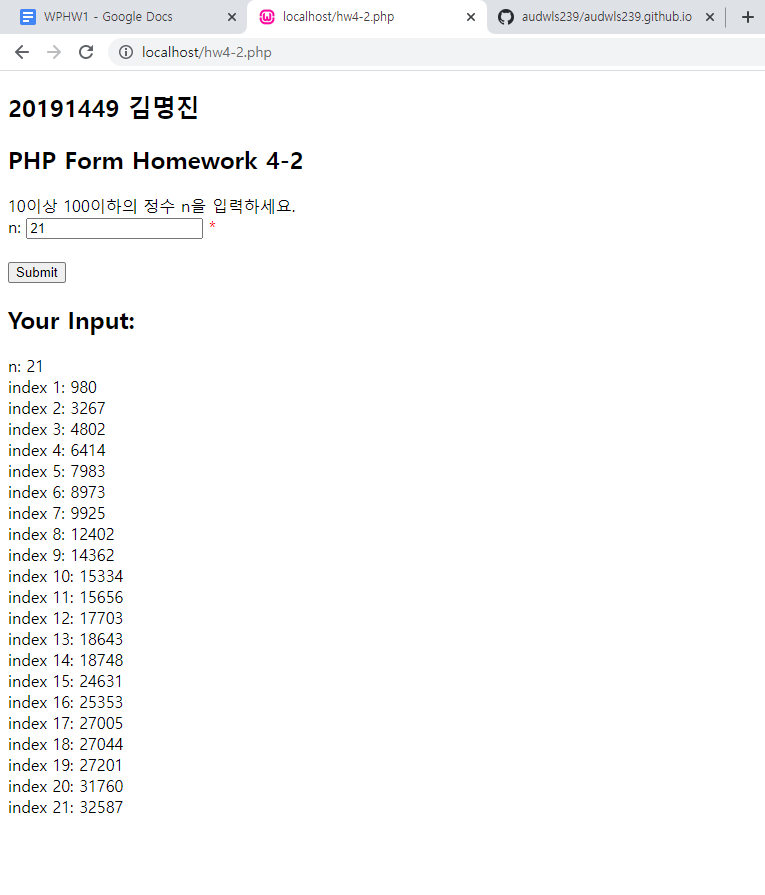 WPHW1 - Google Docs
localhost/hw4-2.php
audwls239/audwls239.github.io
localhost/hw4-2.php
20191449 김명진
PHP Form Homework 4-2
10이상 100이하의 정수 n을 입력하세요.
n: 21 *
Submit
Your Input:
n: 21
index 1: 980
index 2: 3267
index 3: 4802
index 4: 6414
index 5: 7983
index 6: 8973
index 7: 9925
index 8: 12402
index 9: 14362
index 10: 15334
index 11: 15656
index 12: 17703
index 13: 18643
index 14: 18748
index 15: 24631
index 16: 25353
index 17: 27005
index 18: 27044
index 19: 27201
index 20: 31760
index 21: 32587